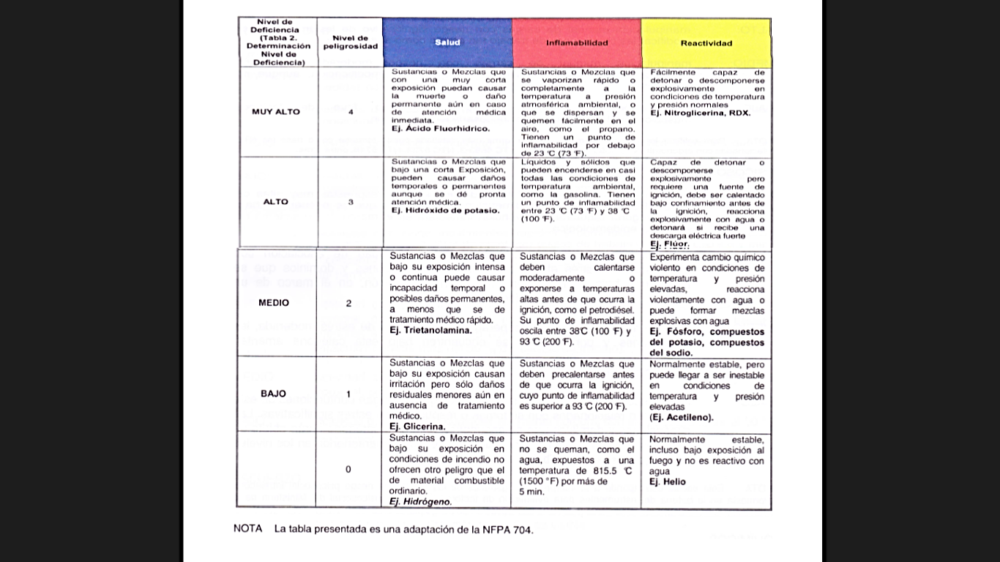 Nivel de
Deficiencia
(Tabla 2.
Determinación
Nivel de
Deficiencia)
Nivel de
peligrosidad
Salud
Inflamabilidad
Reactividad
MUY ALTO
4
Sustancias o Mezclas que
con una muy corta
exposición puedan causar
la muerte o daño
permanente aún en caso
de atención médica
inmediata.
Ej. Ácido Fluorhídrico.
Sustancias o Mezclas que
se vaporizan rápido o
completamente a la
temperatura a presión
atmosférica ambiental, o
que se dispersan y se
quemen fácilmente en el
aire, como el propano.
Tienen un punto de
inflamabilidad por debajo
de 23 °C (73 °F).
Fácilmente capaz de
detonar o descomponerse
explosivamente en
condiciones de temperatura
y presión normales
Ej. Nitroglicerina, RDX.
ALTO
3
Sustancias o Mezclas que
bajo una corta Exposición,
pueden causar daños
temporales o permanentes
aunque se dé pronta
atención médica.
Ej. Hidróxido de potasio.
Líquidos y sólidos que
pueden encenderse en casi
todas las condiciones de
temperatura ambiental,
como la gasolina. Tienen
un punto de inflamabilidad
entre 23 °C (73 °F) y 38 °C
(100 °F).
Capaz de detonar o
descomponerse
explosivamente pero
requiere una fuente de
ignición, debe ser calentado
bajo confinamiento antes de
la ignición, reacciona
explosivamente con agua o
detonará si recibe una
descarga eléctrica fuerte
Ej. Flúor.
MEDIO
2
Sustancias o Mezclas que
bajo su exposición intensa
o continua puede causar
incapacidad temporal o
posibles daños permanentes,
a menos que se de
tratamiento médico rápido.
Ej. Trietanolamina.
Sustancias o Mezclas que
deben calentarse
moderadamente o
exponerse a temperaturas
altas antes de que ocurra la
ignición, como el petrodiésel.
Su punto de inflamabilidad
oscila entre 38°C (100 °F) y
93 °C (200 °F).
Experimenta cambio químico
violento en condiciones de
temperatura y presión
elevadas, reacciona
violentamente con agua o
puede formar mezclas
explosivas con agua
Ej. Fósforo, compuestos
del potasio, compuestos
del sodio.
BAJO
1
Sustancias o Mezclas que
bajo su exposición causan
irritación pero sólo daños
residuales menores aún en
ausencia de tratamiento
médico.
Ej. Glicerina.
Sustancias o Mezclas que
deben precalentarse antes
de que ocurra la ignición,
cuyo punto de inflamabilidad
es superior a 93 °C (200 °F).
Normalmente estable, pero
puede llegar a ser inestable
en condiciones de
temperatura y presión
elevadas
(Ej. Acetileno).
0
Sustancias o Mezclas que
bajo su exposición en
condiciones de incendio no
ofrecen otro peligro que el
de material combustible
ordinario.
Ej. Hidrógeno.
Sustancias o Mezclas que
no se queman, como el
agua, expuestos a una
temperatura de 815.5 °C
(1500 °F) por más de
5 min.
Normalmente estable,
incluso bajo exposición al
fuego y no es reactivo con
agua
Ej. Helio
NOTA La tabla presentada es una adaptación de la NFPA 704.